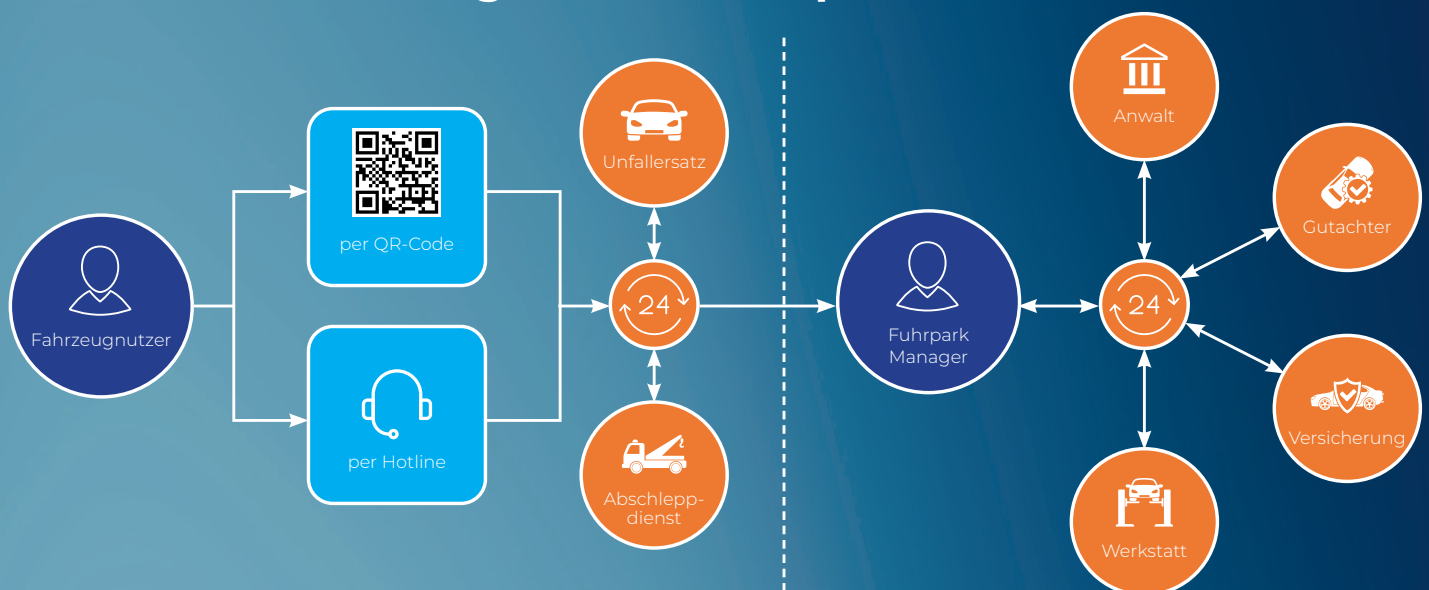 Fahrzeugnutzer
per QR-Code
per Hotline
Unfallersatz
24
Abschlepp-
dienst
Fuhrpark
Manager
24
Anwalt
Gutachter
Versicherung
Werkstatt